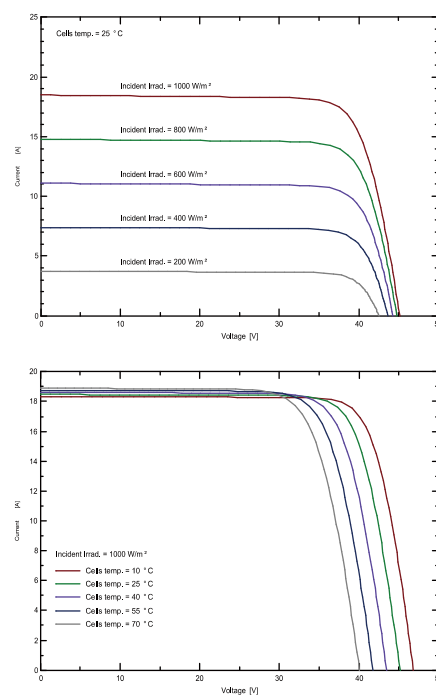 25
Cells temp. = 25 °C
20
Incident Irrad. = 1000 W/m²
15
Incident Irrad. = 800 W/m²
Current [A]
Incident Irrad. = 600 W/m²
10
Incident Irrad. = 400 W/m²
5
Incident Irrad. = 200 W/m²
0
0 10 20 30 40 5
Voltage [V]
20
18
16
14
12
Current [A]
10
8
Incident Irrad. = 1000 W/m²
Cells temp. = 10 °C
6
Cells temp. = 25 °C
Cells temp. = 40 °C
4
Cells temp. = 55 °C
Cells temp. = 70 °C
2
0
0 10 20 30 40 5
Voltage [V]